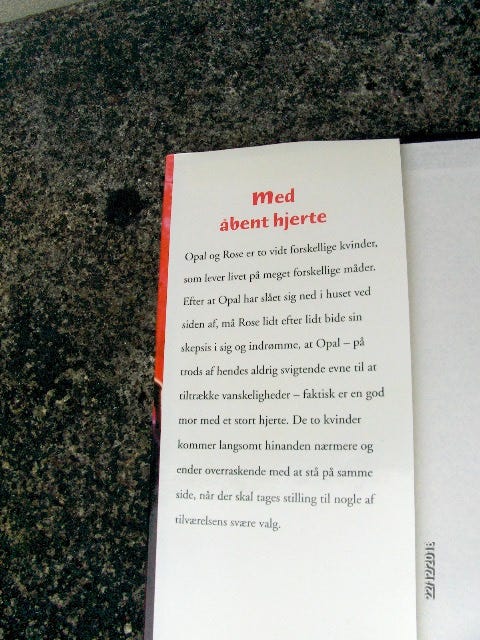 Med
åbent hjerte
Opal og Rose er to vidt forskellige kvinder,
som lever livet på meget forskellige måder.
Efter at Opal har slået sig ned i huset ved
siden af, må Rose lidt efter lidt bide sin
skepsis i sig og indrømme, at Opal – på
trods af hendes aldrig svigtende evne til at
tiltrække vanskeligheder – faktisk er en god
mor med et stort hjerte. De to kvinder
kommer langsomt hinanden nærmere og
ender overraskende med at stå på samme
side, når der skal tages stilling til nogle af
tilværelsens svære valg.